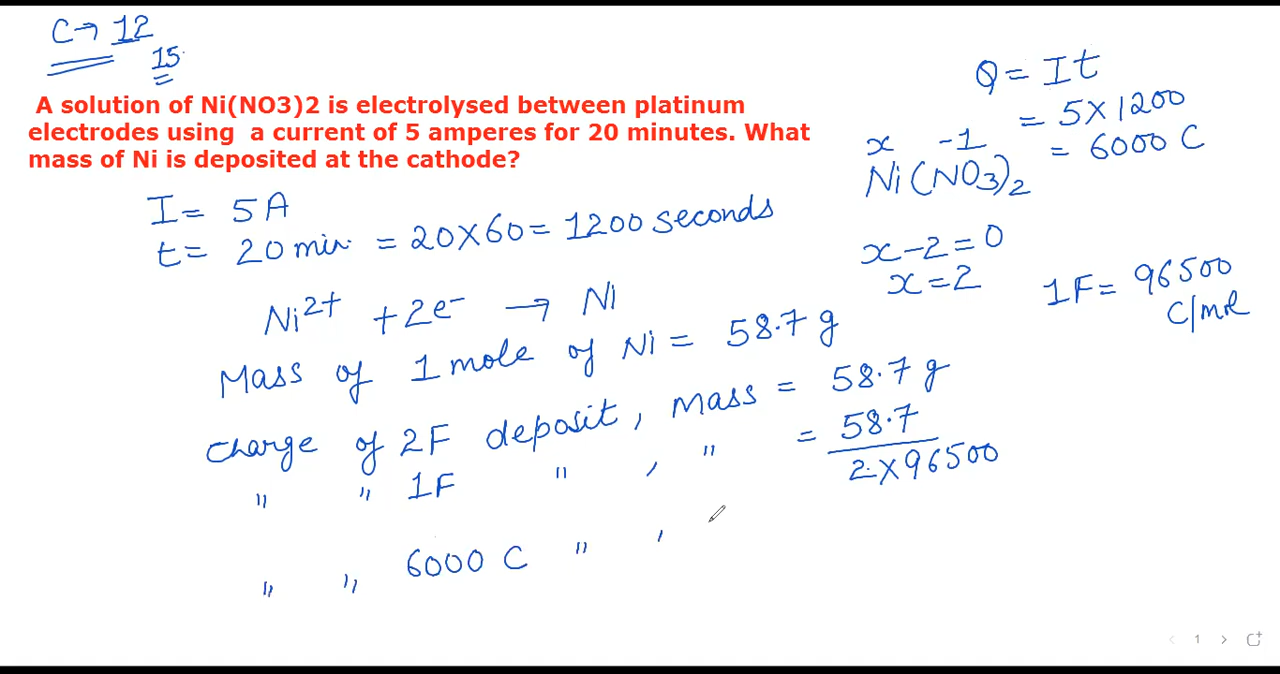 C → 12
15
A solution of Ni(NO3)2 is electrolysed between platinum
electrodes using a current of 5 amperes for 20 minutes. What
mass of Ni is deposited at the cathode?
Q = It
= 5 X 1200
= 6000 C
x -1
Ni(NO3)2
x - 2 = 0
x = 2
1F = 96500
C/mol
I = 5A
t = 20 min = 20 X 60 = 1200 seconds
Ni2+ + 2e- → Ni
Mass of 1 mole of Ni = 58.7 g
charge of 2F deposit, mass = 58.7 g
" " 1F " , " = 58.7
2 X 96500
" " 6000 C " ,
1